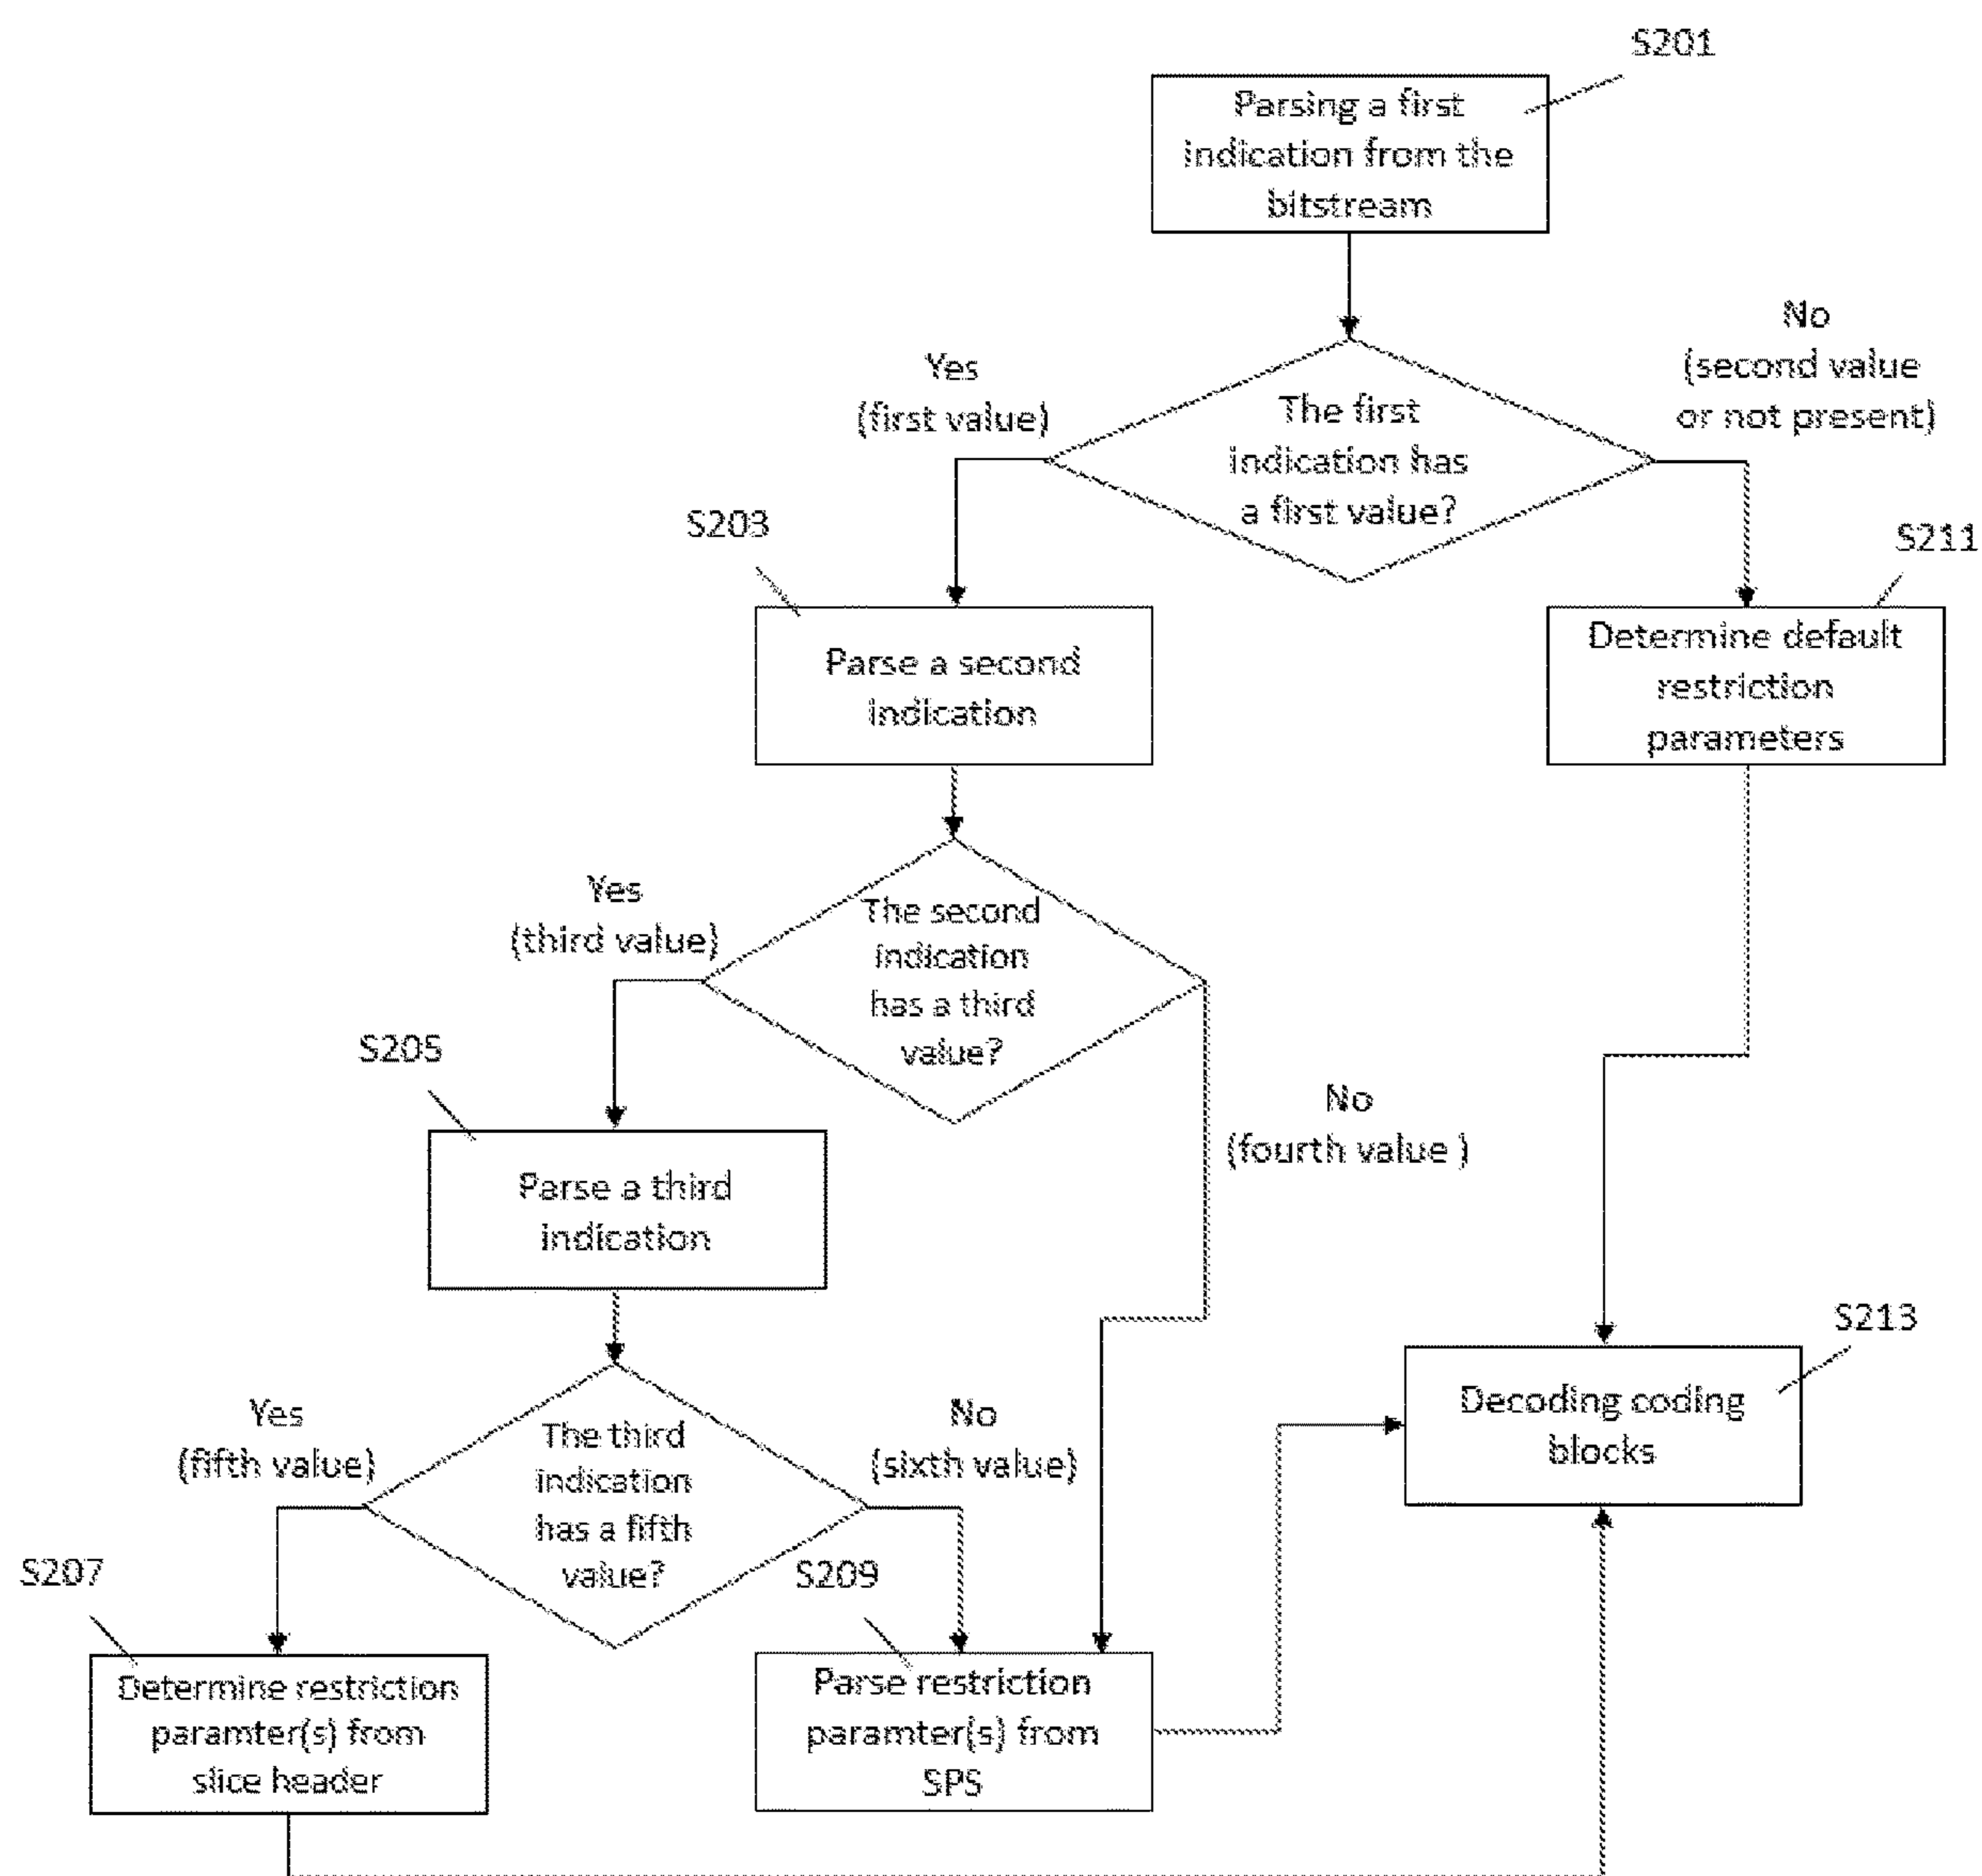 S201
Parsing a first
indication from the
bitstream
No
(second value
or not present)
Yes
(first value)
The first
indication has
a first value?
S203
S211
Parse a second
indication
Determine default
restriction
parameters
Yes
(third value)
The second
indication
has a third
value?
S205
No
(fourth value )
Parse a third
indication
S213
Yes
(fifth value)
The third
indication
has a fifth
value?
No
(sixth value)
Decoding coding
blocks
S207
S209
Determine restriction
paramter(s) from
slice header
Parse restriction
paramter(s) from
SPS